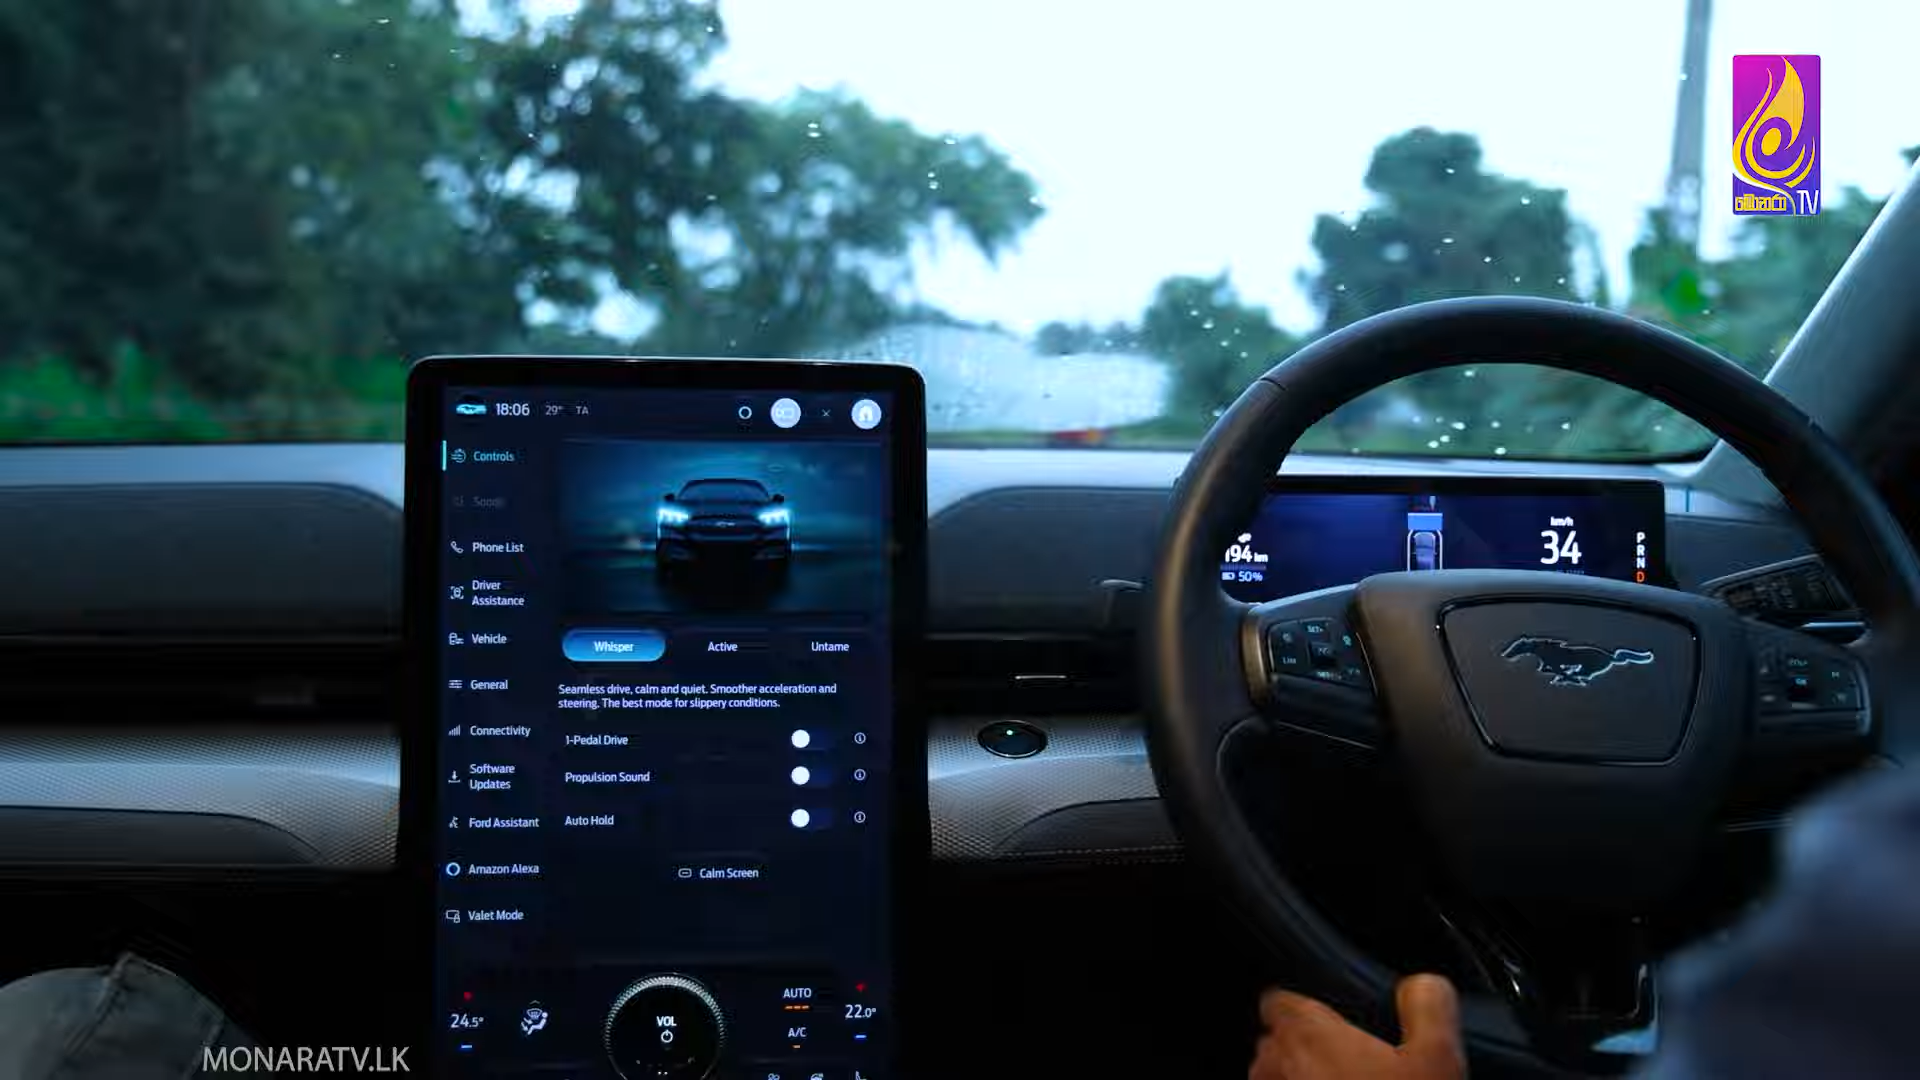 මොණරා TV
18:06 29° TA
Controls
Sounds
Phone List
Driver
Assistance
Vehicle
General
Connectivity
Software
Updates
Ford Assistant
Amazon Alexa
Valet Mode
Whisper Active Untame
Seamless drive, calm and quiet. Smoother acceleration and
steering. The best mode for slippery conditions.
1-Pedal Drive
Propulsion Sound
Auto Hold
Calm Screen
24.5°
VOL
AUTO
A/C
22.0°
194 km
50%
km/h
34
P
R
N
D
MONARATV.LK